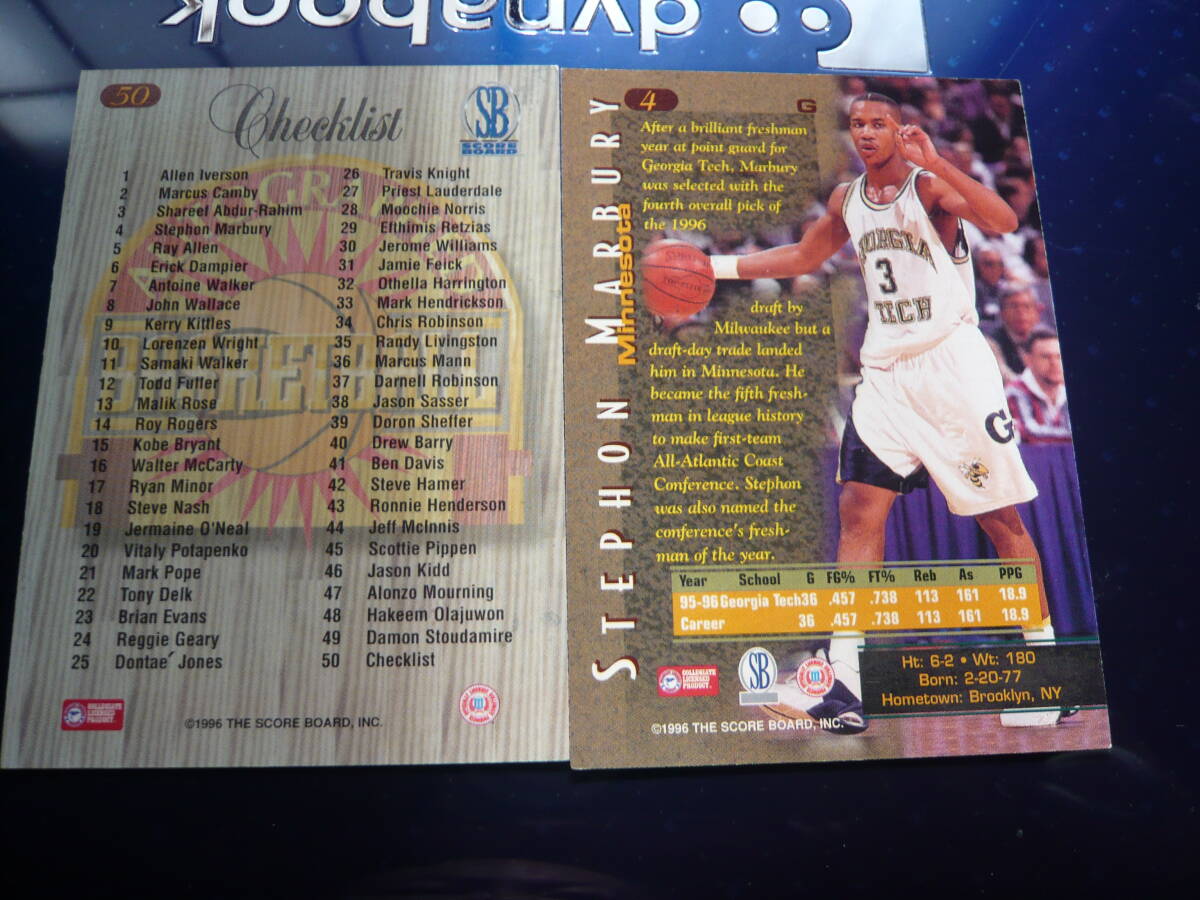 dynabook
50
Checklist
SB
SCORE BOARD
GRAND
BASKETBALL
1 Allen Iverson
2 Marcus Camby
3 Shareef Abdur-Rahim
4 Stephon Marbury
5 Ray Allen
6 Erick Dampier
7 Antoine Walker
8 John Wallace
9 Kerry Kittles
10 Lorenzen Wright
11 Samaki Walker
12 Todd Fuller
13 Malik Rose
14 Roy Rogers
15 Kobe Bryant
16 Walter McCarty
17 Ryan Minor
18 Steve Nash
19 Jermaine O'Neal
20 Vitaly Potapenko
21 Mark Pope
22 Tony Delk
23 Brian Evans
24 Reggie Geary
25 Dontae´ Jones
26 Travis Knight
27 Priest Lauderdale
28 Moochie Norris
29 Efthimis Retzias
30 Jerome Williams
31 Jamie Feick
32 Othella Harrington
33 Mark Hendrickson
34 Chris Robinson
35 Randy Livingston
36 Marcus Mann
37 Darnell Robinson
38 Jason Sasser
39 Doron Sheffer
40 Drew Barry
41 Ben Davis
42 Steve Hamer
43 Ronnie Henderson
44 Jeff McInnis
45 Scottie Pippen
46 Jason Kidd
47 Alonzo Mourning
48 Hakeem Olajuwon
49 Damon Stoudamire
50 Checklist
COLLEGIATE LICENSED PRODUCT
©1996 THE SCORE BOARD, INC.
4
G
STEPHON MARBURY
Minnesota
After a brilliant freshman
year at point guard for
Georgia Tech, Marbury
was selected with the
fourth overall pick of
the 1996
draft by
Milwaukee but a
draft-day trade landed
him in Minnesota. He
became the fifth fresh-
man in league history
to make first-team
All-Atlantic Coast
Conference. Stephon
was also named the
conference's fresh-
man of the year.
GEORGIA
3
TECH
G
Year School G FG% FT% Reb As PPG
95-96 Georgia Tech 36 .457 .738 113 161 18.9
Career 36 .457 .738 113 161 18.9
Ht: 6-2 • Wt: 180
Born: 2-20-77
Hometown: Brooklyn, NY
COLLEGIATE LICENSED PRODUCT
SB
©1996 THE SCORE BOARD, INC.